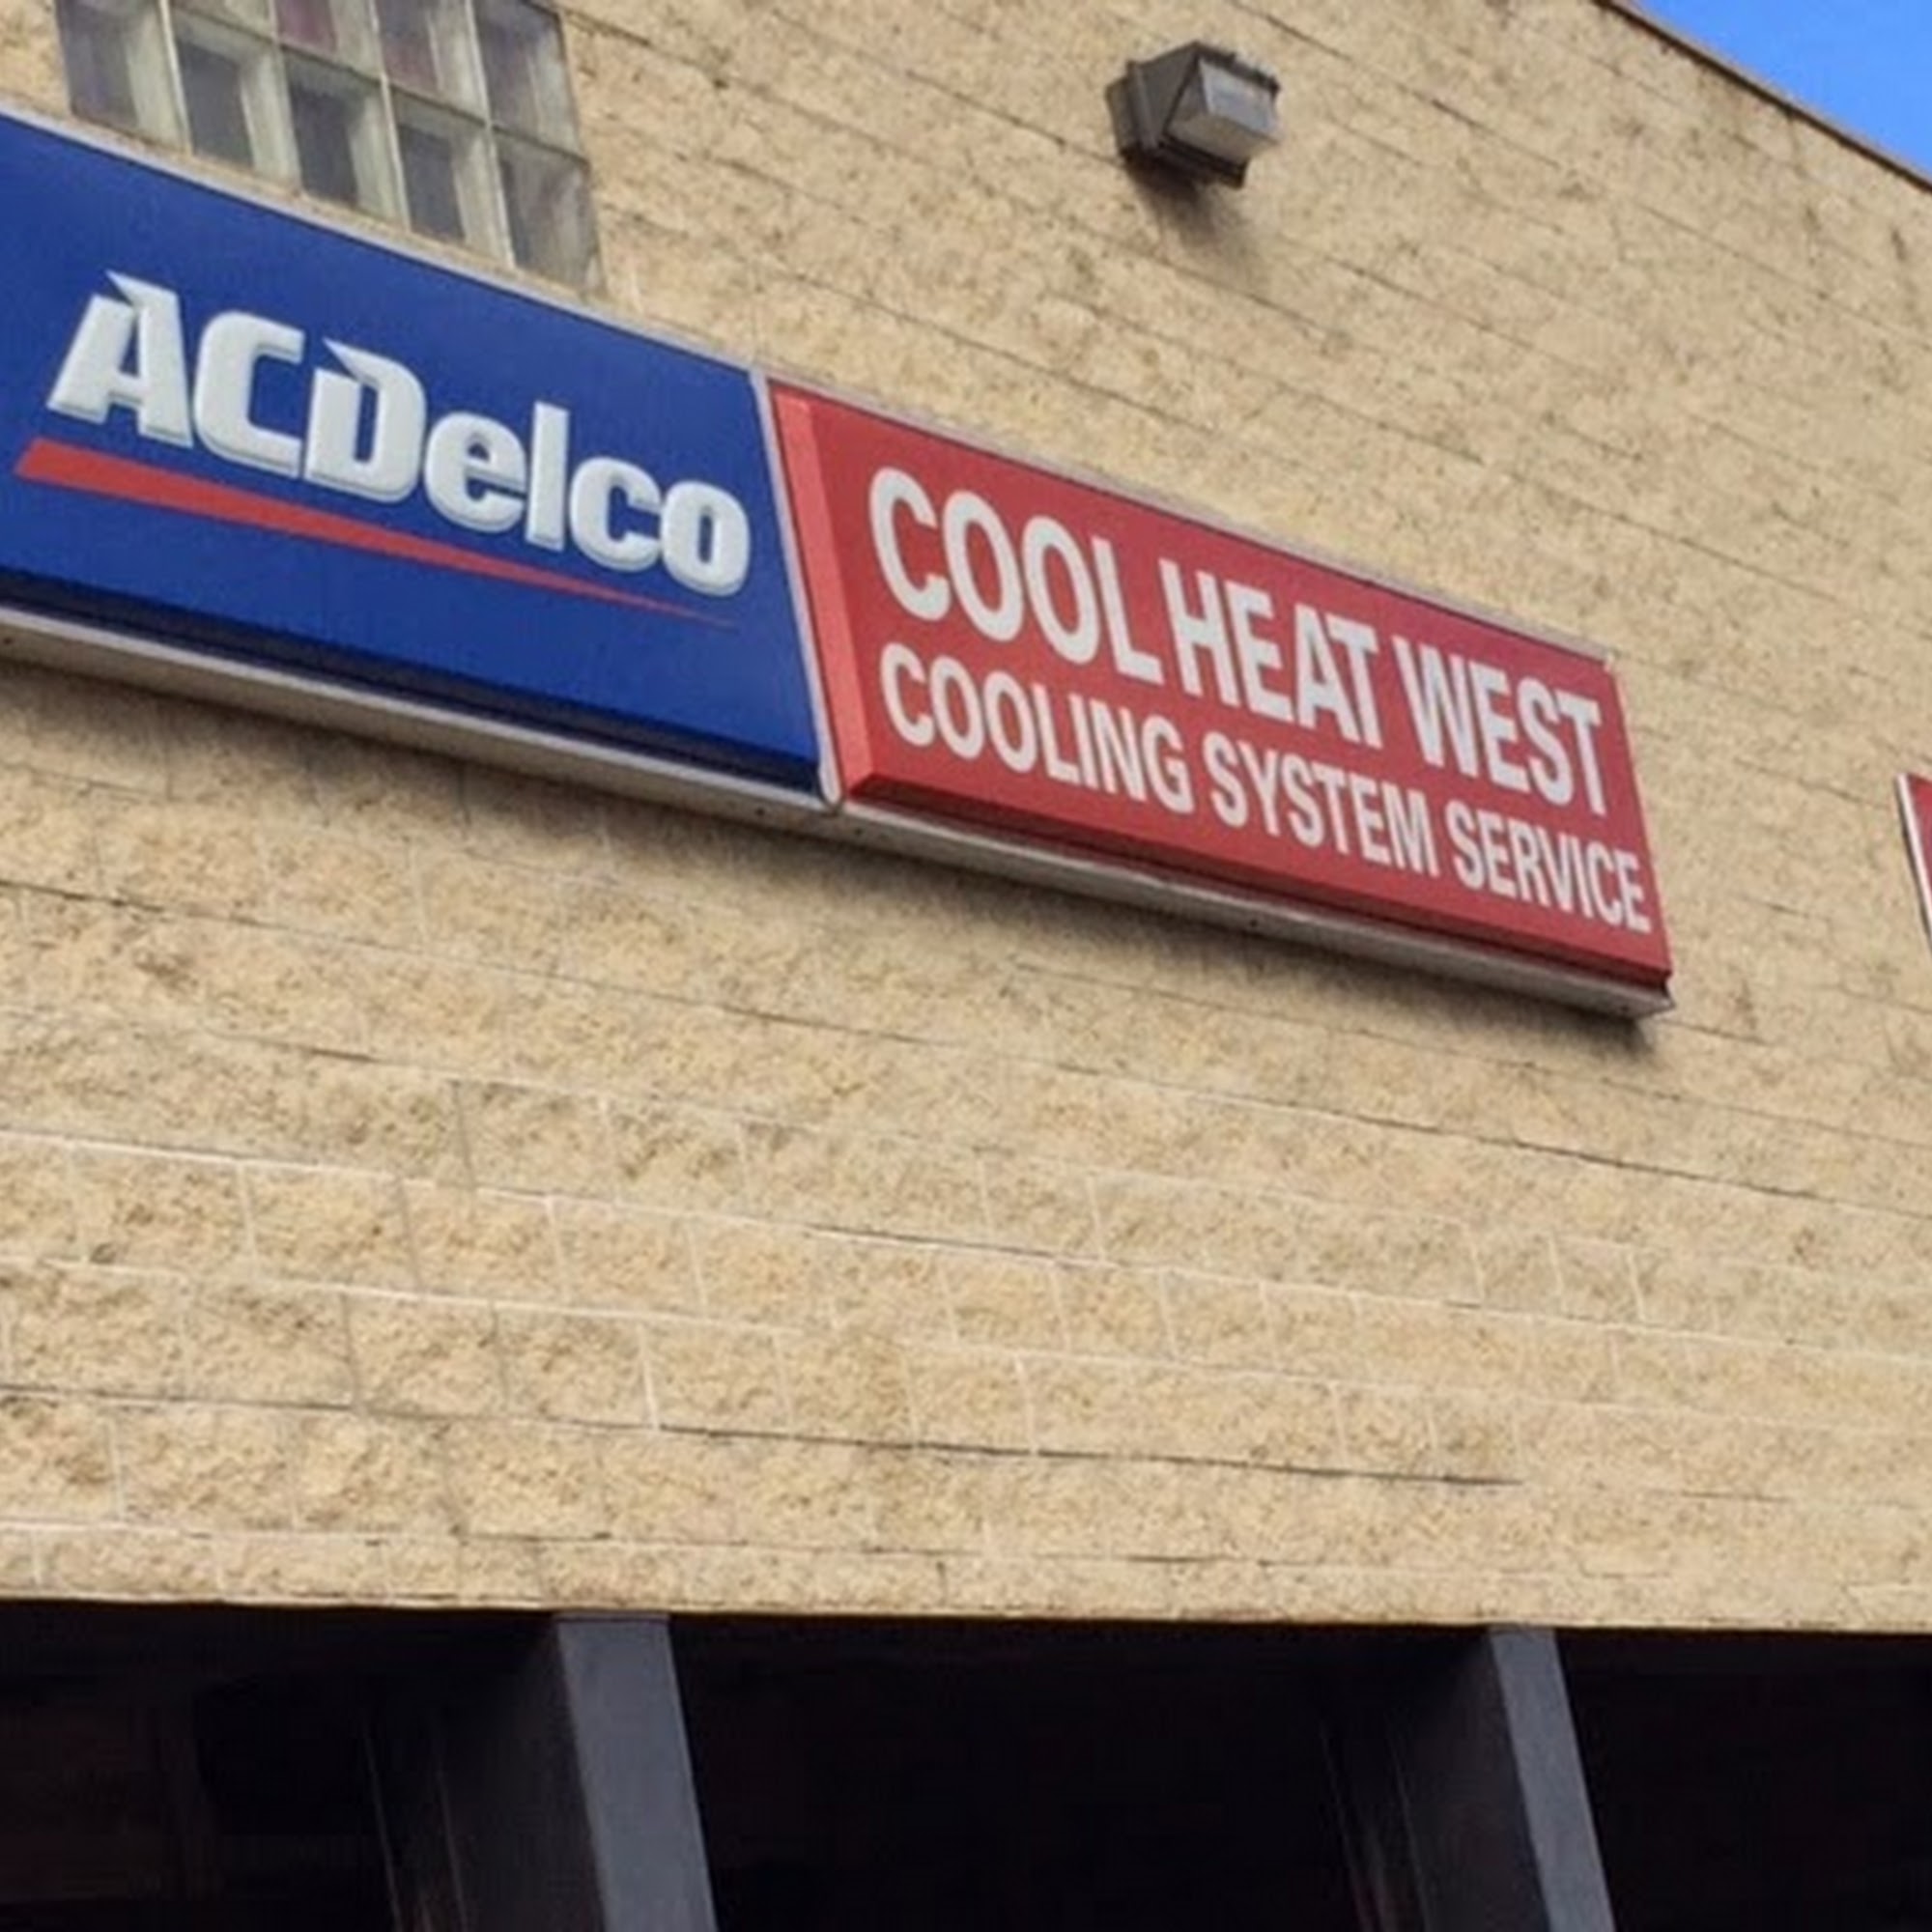 ACDelco
COOL HEAT WEST
COOLING SYSTEM SERVICE